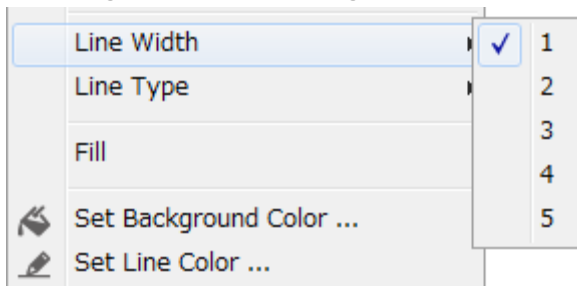 Line Width
Line Type
Fill
Set Background Color ...
Set Line Color ...
1
2
3
4
5